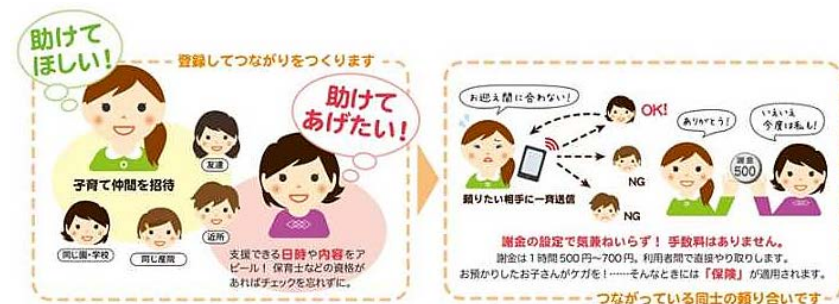 助けて
ほしい!
登録してつながりをつくります
助けて
あげたい!
友達
子育て仲間を招待
同じ園・学校
同じ産院
近所
支援できる日時や内容をア
ピール! 保育士などの資格が
あればチェックを忘れずに。
お迎え間に合わない!
OK!
NG
NG
頼りたい相手に一斉送信
ありがとう!
いえいえ
今度は私も!
謝金
500
謝金の設定で気兼ねいらず! 手数料はありません。
謝金は1時間500円〜700円。利用者間で直接やり取りします。
お預かりしたお子さんがケガを!……そんなときには「保険」が適用されます。
つながっている同士の頼り合いです